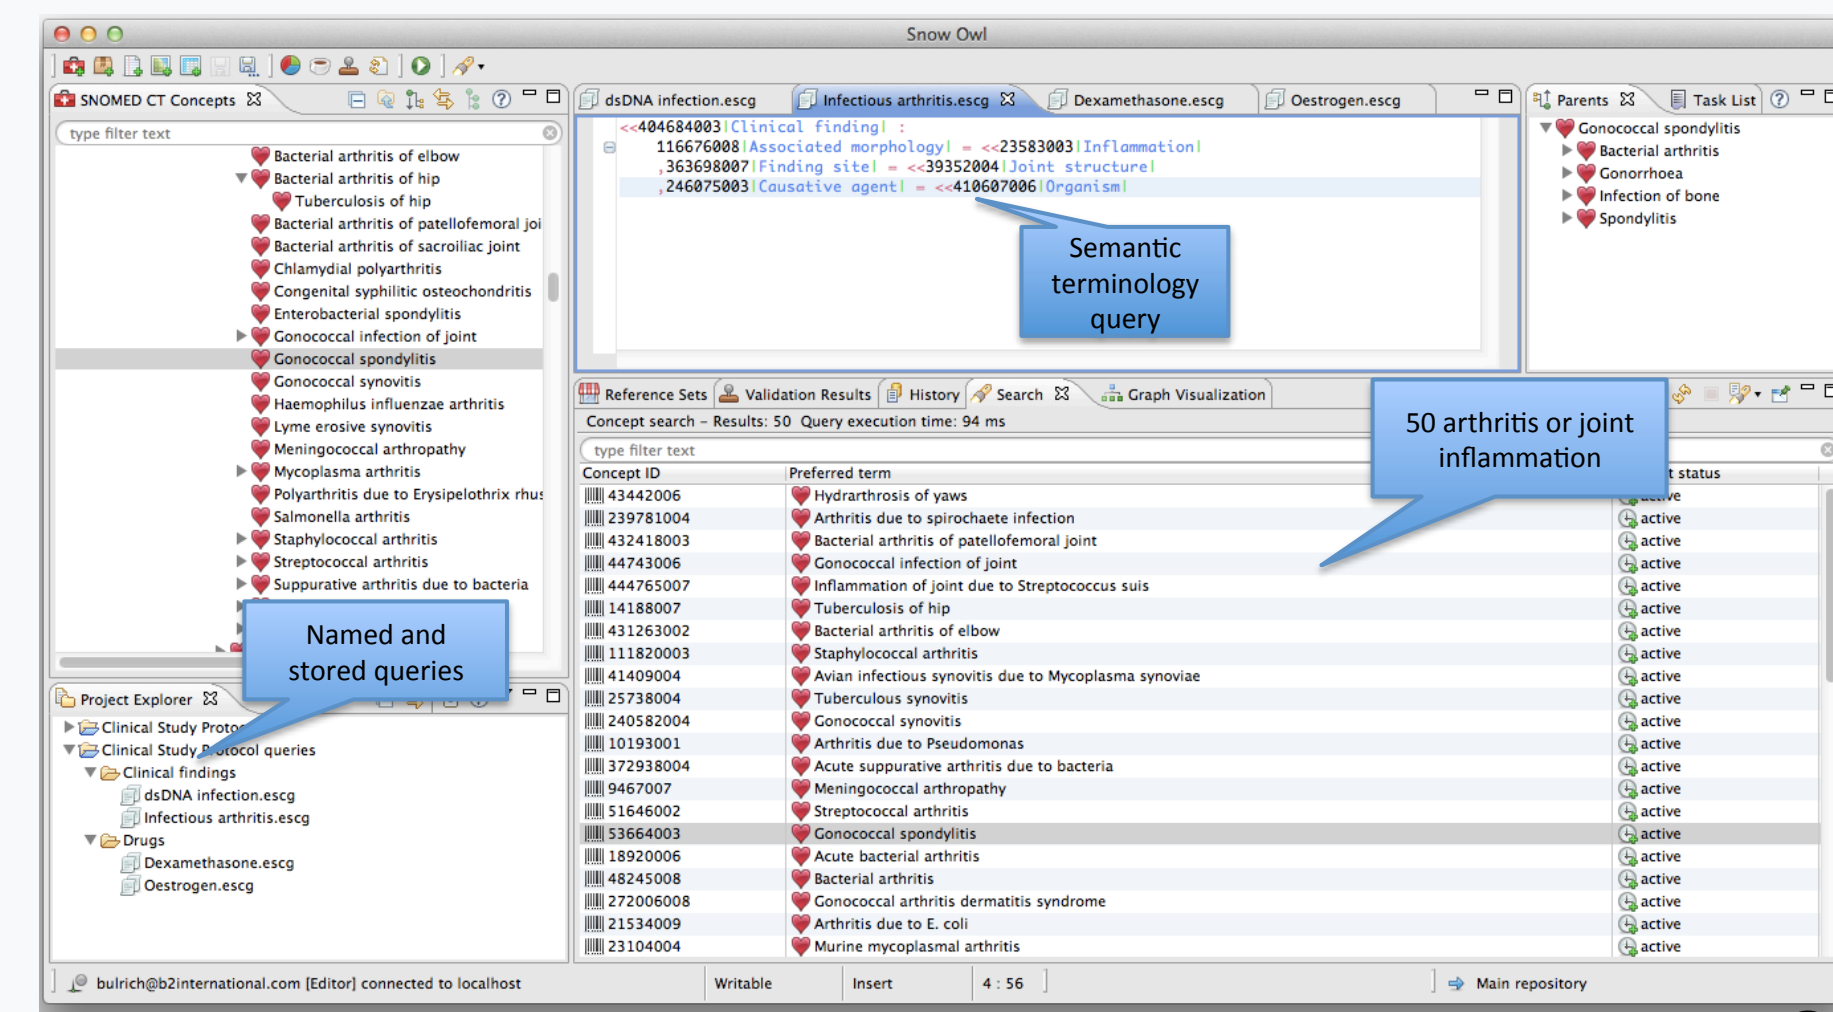 Snow Owl
SNOMED CT Concepts
type filter text
Bacterial arthritis of elbow
Bacterial arthritis of hip
Tuberculosis of hip
Bacterial arthritis of patellofemoral joi
Bacterial arthritis of sacroiliac joint
Chlamydial polyarthritis
Congenital syphilitic osteochondritis
Enterobacterial spondylitis
Gonococcal infection of joint
Gonococcal spondylitis
Gonococcal synovitis
Haemophilus influenzae arthritis
Lyme erosive synovitis
Meningococcal arthropathy
Mycoplasma arthritis
Polyarthritis due to Erysipelothrix rhus
Salmonella arthritis
Staphylococcal arthritis
Streptococcal arthritis
Suppurative arthritis due to bacteria
Named and
stored queries
Project Explorer
Clinical Study Proto
Clinical Study Protocol queries
Clinical findings
dsDNA infection.escg
Infectious arthritis.escg
Drugs
Dexamethasone.escg
Oestrogen.escg
dsDNA infection.escg Infectious arthritis.escg Dexamethasone.escg Oestrogen.escg
<<404684003|Clinical finding| :
116676008|Associated morphology| = <<23583003|Inflammation|
,363698007|Finding site| = <<39352004|Joint structure|
,246075003|Causative agent| = <<410607006|Organism|
Semantic
terminology
query
Parents Task List
Gonococcal spondylitis
Bacterial arthritis
Gonorrhoea
Infection of bone
Spondylitis
Reference Sets Validation Results History Search Graph Visualization
Concept search – Results: 50 Query execution time: 94 ms
50 arthritis or joint
inflammation
type filter text
Concept ID Preferred term t status
43442006 Hydrarthrosis of yaws active
239781004 Arthritis due to spirochaete infection active
432418003 Bacterial arthritis of patellofemoral joint active
44743006 Gonococcal infection of joint active
444765007 Inflammation of joint due to Streptococcus suis active
14188007 Tuberculosis of hip active
431263002 Bacterial arthritis of elbow active
111820003 Staphylococcal arthritis active
41409004 Avian infectious synovitis due to Mycoplasma synoviae active
25738004 Tuberculous synovitis active
240582004 Gonococcal synovitis active
10193001 Arthritis due to Pseudomonas active
372938004 Acute suppurative arthritis due to bacteria active
9467007 Meningococcal arthropathy active
51646002 Streptococcal arthritis active
53664003 Gonococcal spondylitis active
18920006 Acute bacterial arthritis active
48245008 Bacterial arthritis active
272006008 Gonococcal arthritis dermatitis syndrome active
21534009 Arthritis due to E. coli active
23104004 Murine mycoplasmal arthritis active
bulrich@b2international.com [Editor] connected to localhost Writable Insert 4 : 56 Main repository